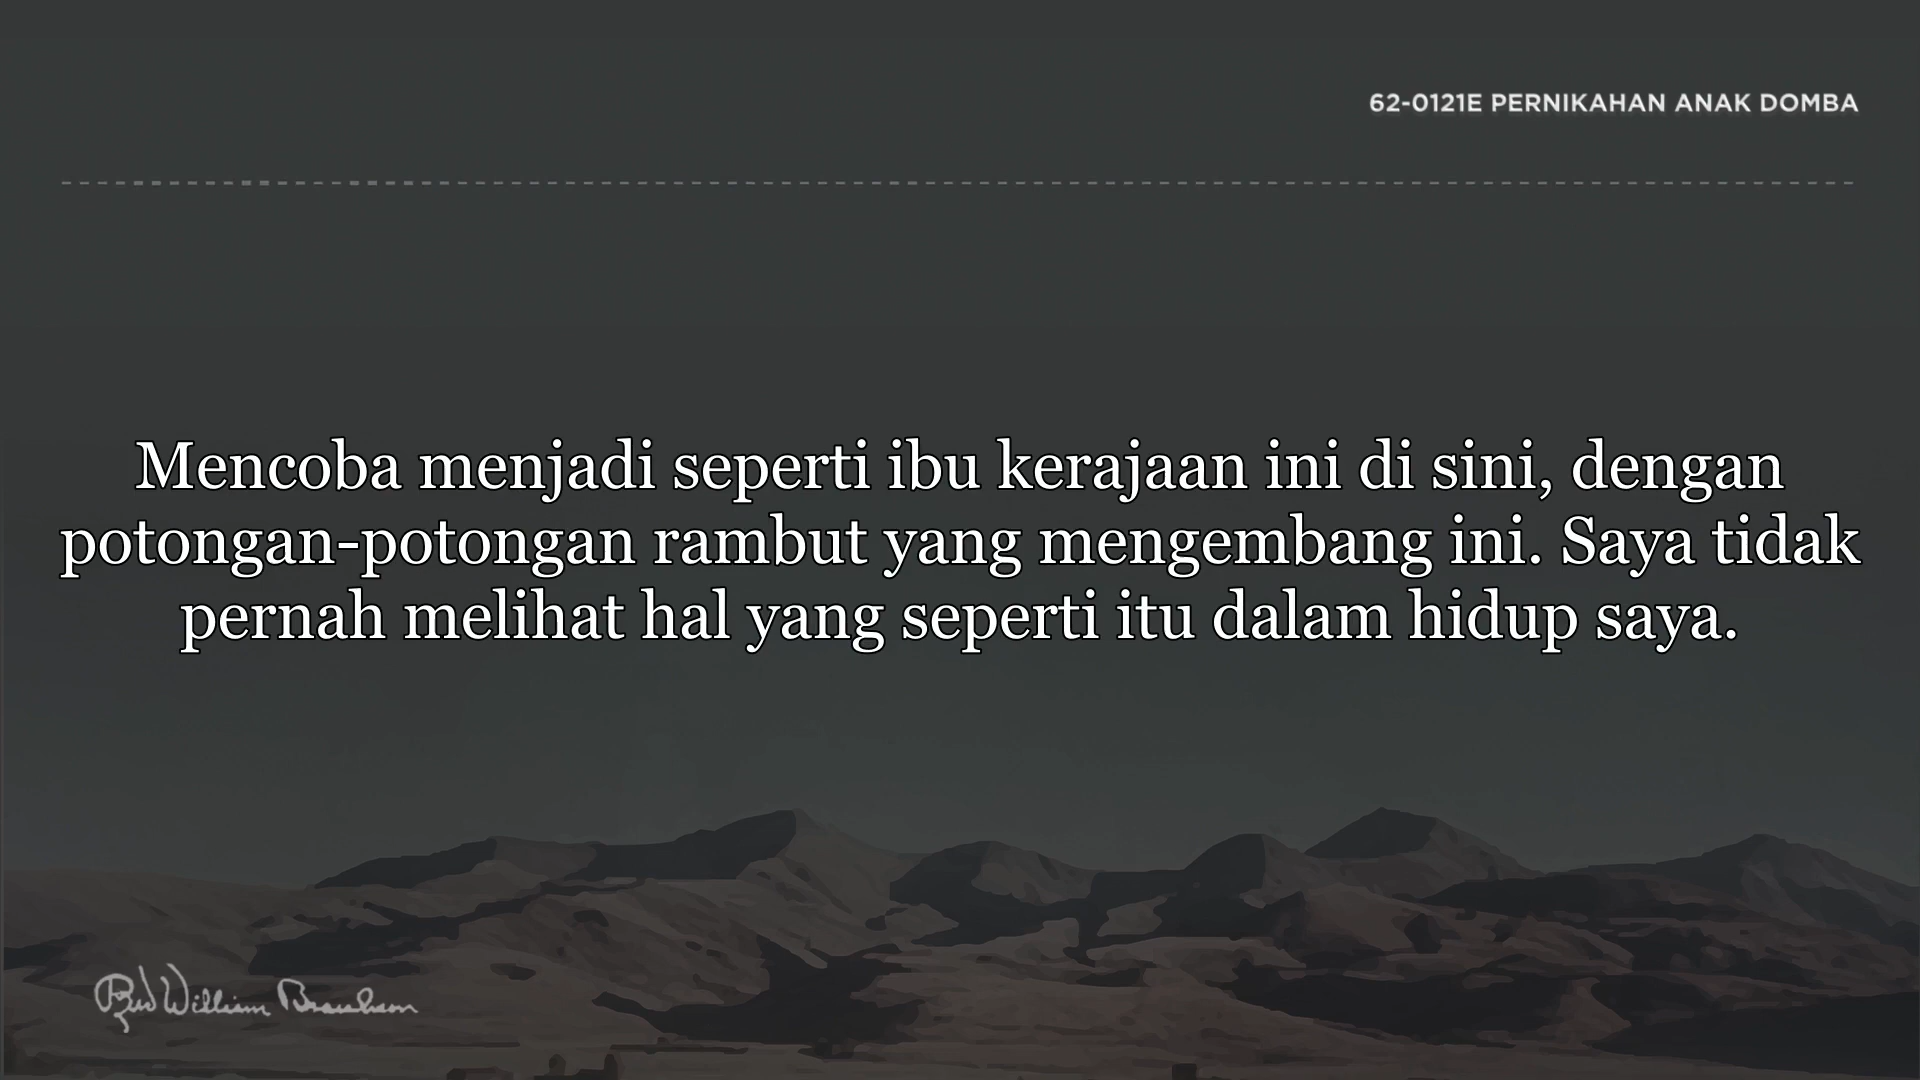 62-0121E PERNIKAHAN ANAK DOMBA
Mencoba menjadi seperti ibu kerajaan ini di sini, dengan
potongan-potongan rambut yang mengembang ini. Saya tidak
pernah melihat hal yang seperti itu dalam hidup saya.
Rev William Branham